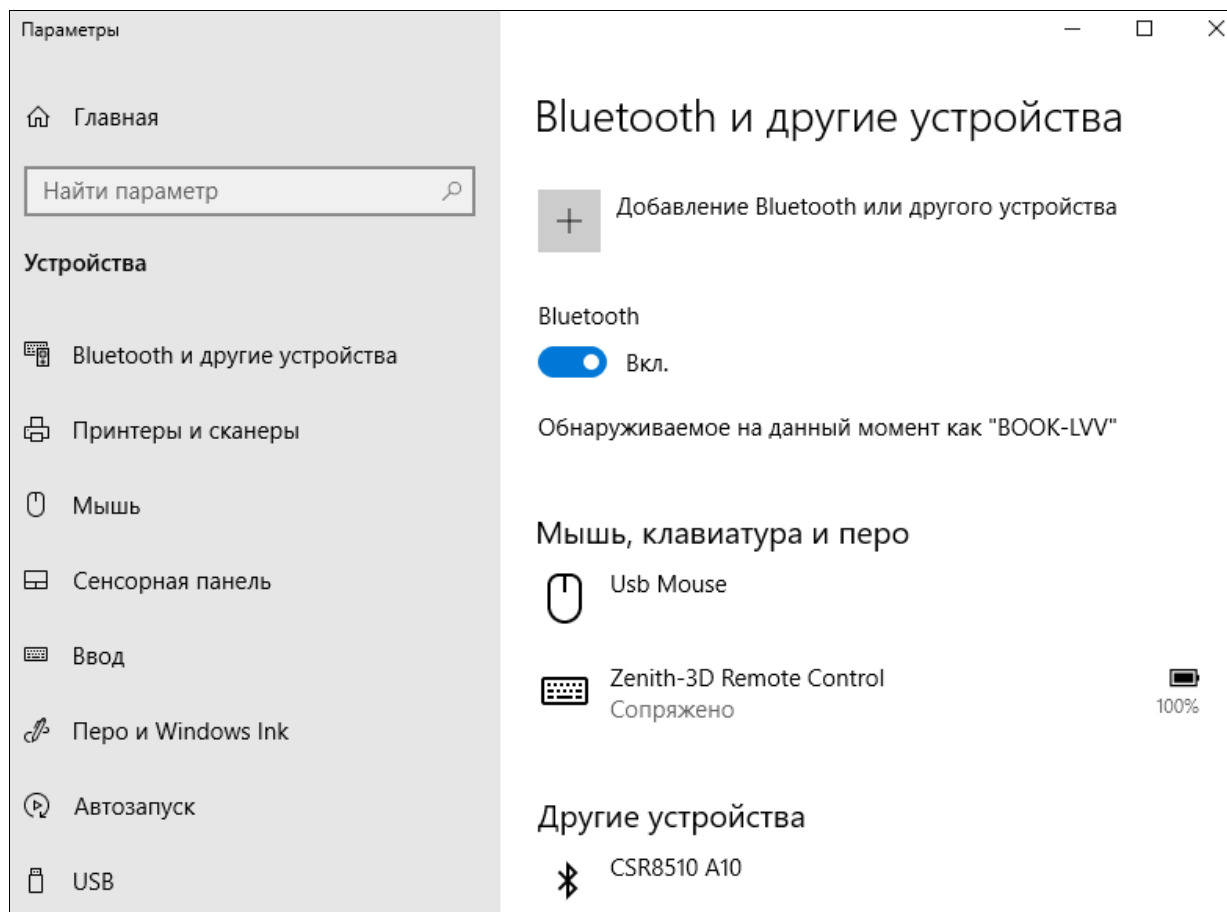 Параметры
Главная
Найти параметр
Устройства
Bluetooth и другие устройства
Принтеры и сканеры
Мышь
Сенсорная панель
Ввод
Перо и Windows Ink
Автозапуск
USB
Bluetooth и другие устройства
Добавление Bluetooth или другого устройства
Bluetooth
Вкл.
Обнаруживаемое на данный момент как "BOOK-LVV"
Мышь, клавиатура и перо
Usb Mouse
Zenith-3D Remote Control
Сопряжено
100%
Другие устройства
CSR8510 A10